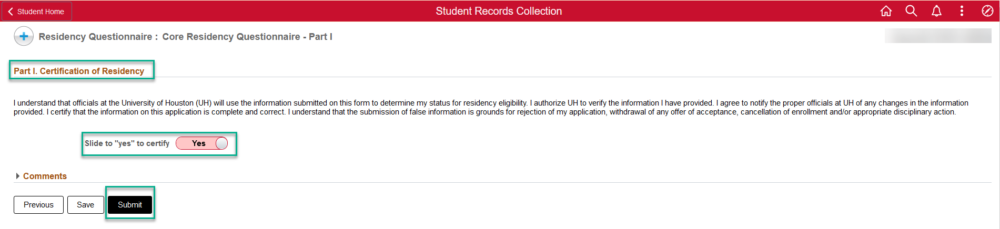 Student Home
Student Records Collection
Residency Questionnaire : Core Residency Questionnaire - Part I
Part I. Certification of Residency
I understand that officials at the University of Houston (UH) will use the information submitted on this form to determine my status for residency eligibility. I authorize UH to verify the information I have provided. I agree to notify the proper officials at UH of any changes in the information
provided. I certify that the information on this application is complete and correct. I understand that the submission of false information is grounds for rejection of my application, withdrawal of any offer of acceptance, cancellation of enrollment and/or appropriate disciplinary action.
Slide to "yes" to certify Yes
Comments
Previous Save Submit